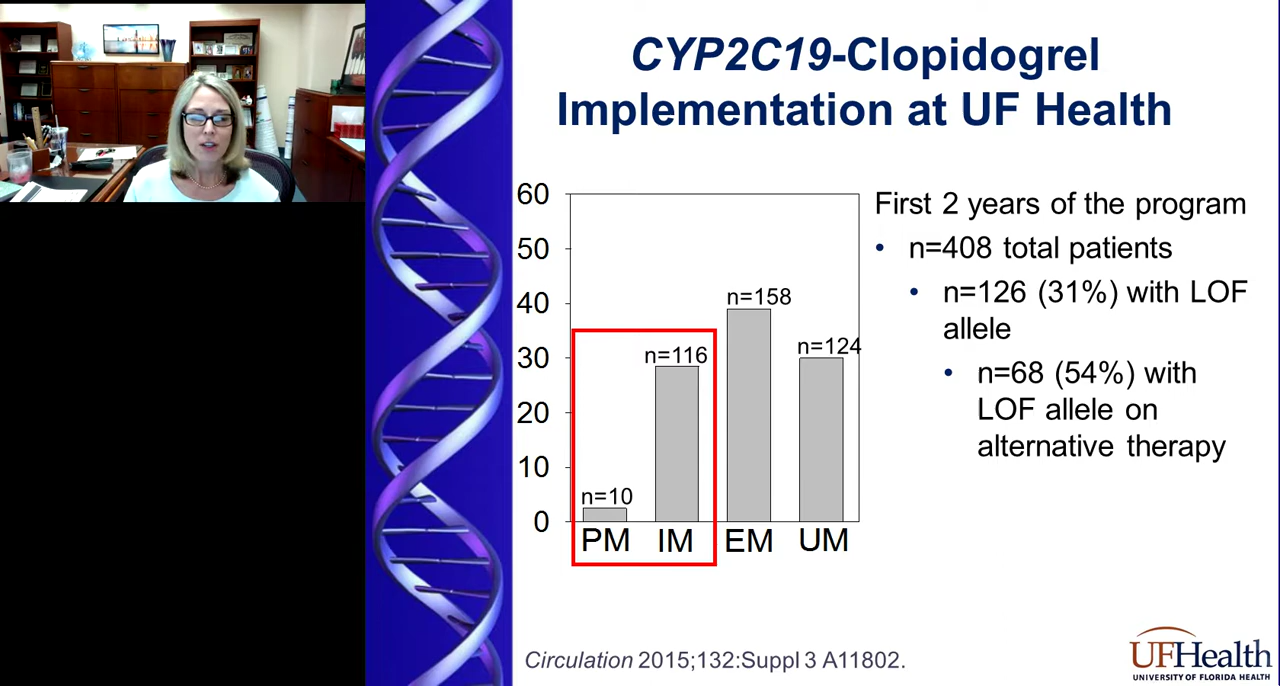 CYP2C19-Clopidogrel
Implementation at UF Health
60
50
40
30
20
10
0
n=10
n=116
n=158
n=124
PM
IM
EM
UM
First 2 years of the program
• n=408 total patients
• n=126 (31%) with LOF
allele
• n=68 (54%) with
LOF allele on
alternative therapy
Circulation 2015;132:Suppl 3 A11802.
UFHealth
UNIVERSITY OF FLORIDA HEALTH